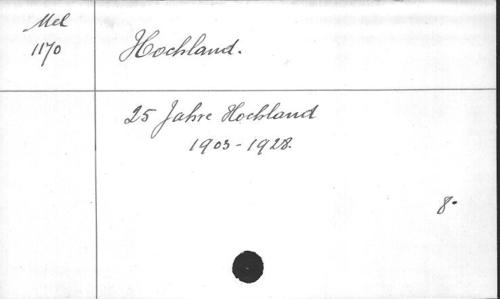 Mel
1170
Hochland.
25 Jahre Hochland
1903-1928.
8°